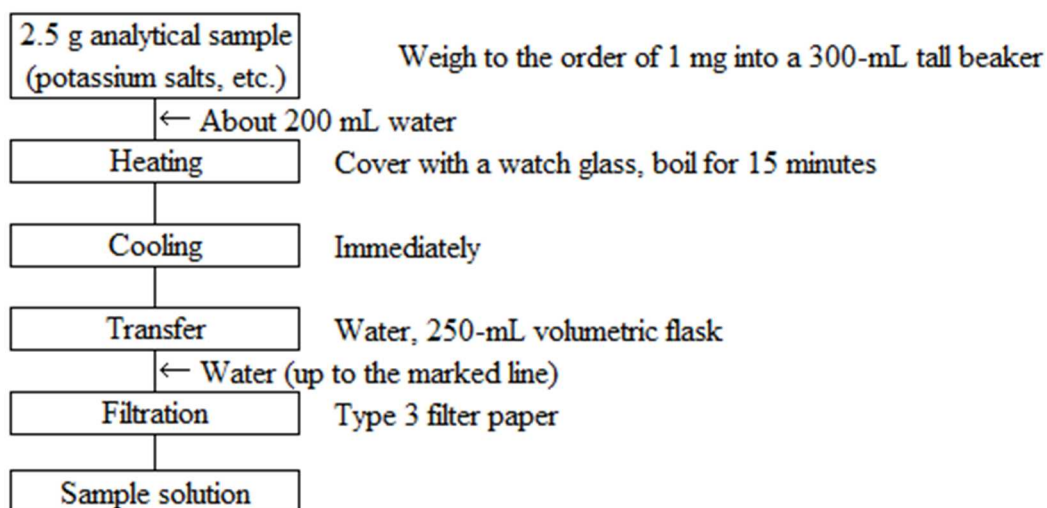 2.5 g analytical sample
(potassium salts, etc.)
Weigh to the order of 1 mg into a 300-mL tall beaker
← About 200 mL water
Heating
Cover with a watch glass, boil for 15 minutes
Cooling
Immediately
Transfer
Water, 250-mL volumetric flask
← Water (up to the marked line)
Filtration
Type 3 filter paper
Sample solution